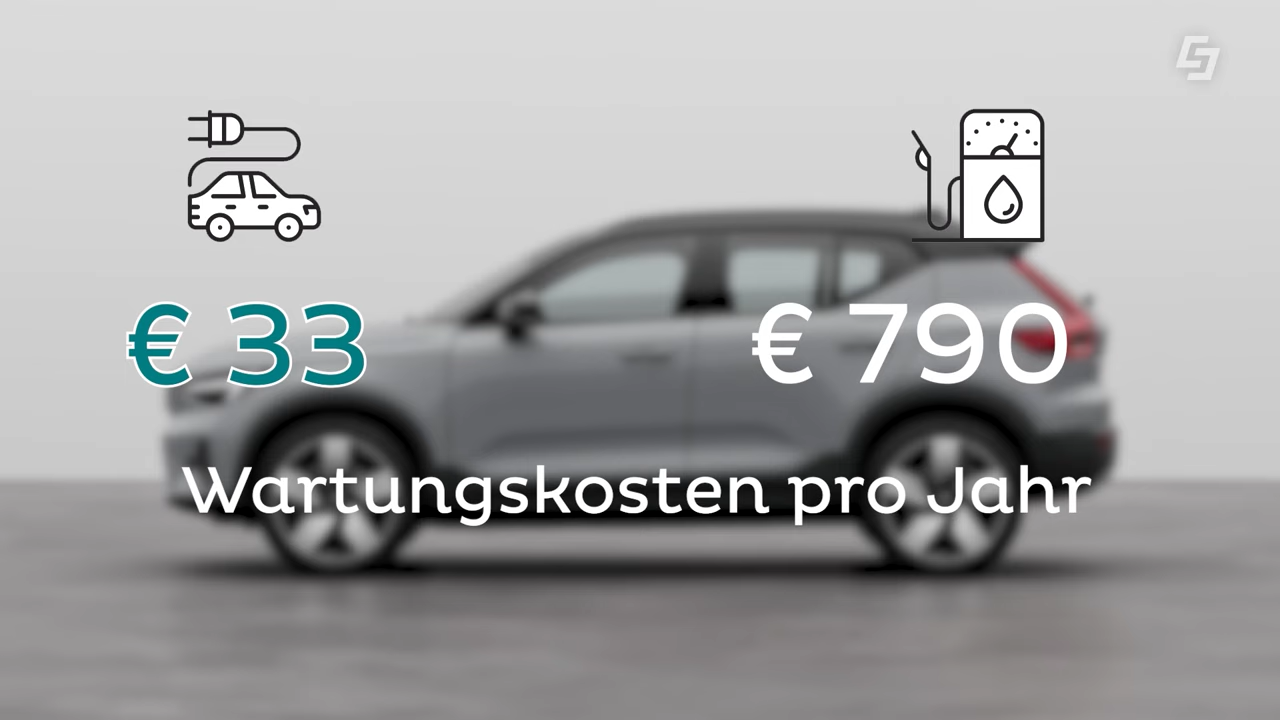 € 33
€ 790
Wartungskosten pro Jahr